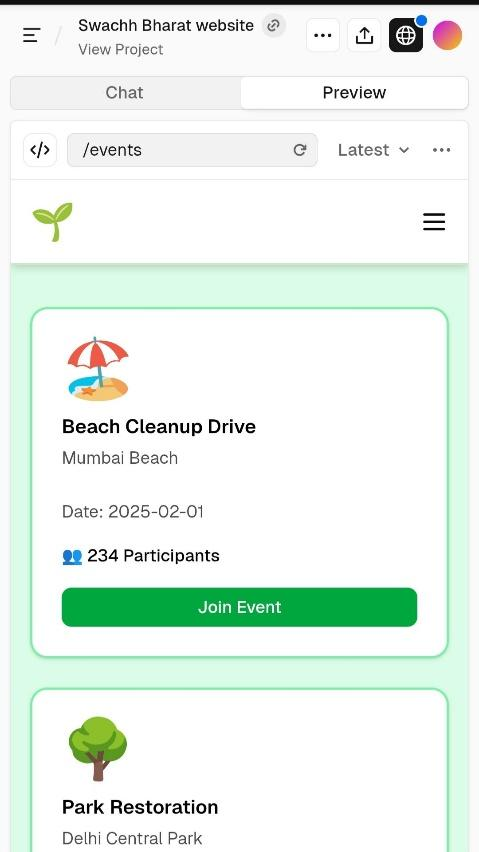 Swachh Bharat website
View Project
Chat
Preview
/events
Latest
Beach Cleanup Drive
Mumbai Beach
Date: 2025-02-01
👥 234 Participants
Join Event
Park Restoration
Delhi Central Park